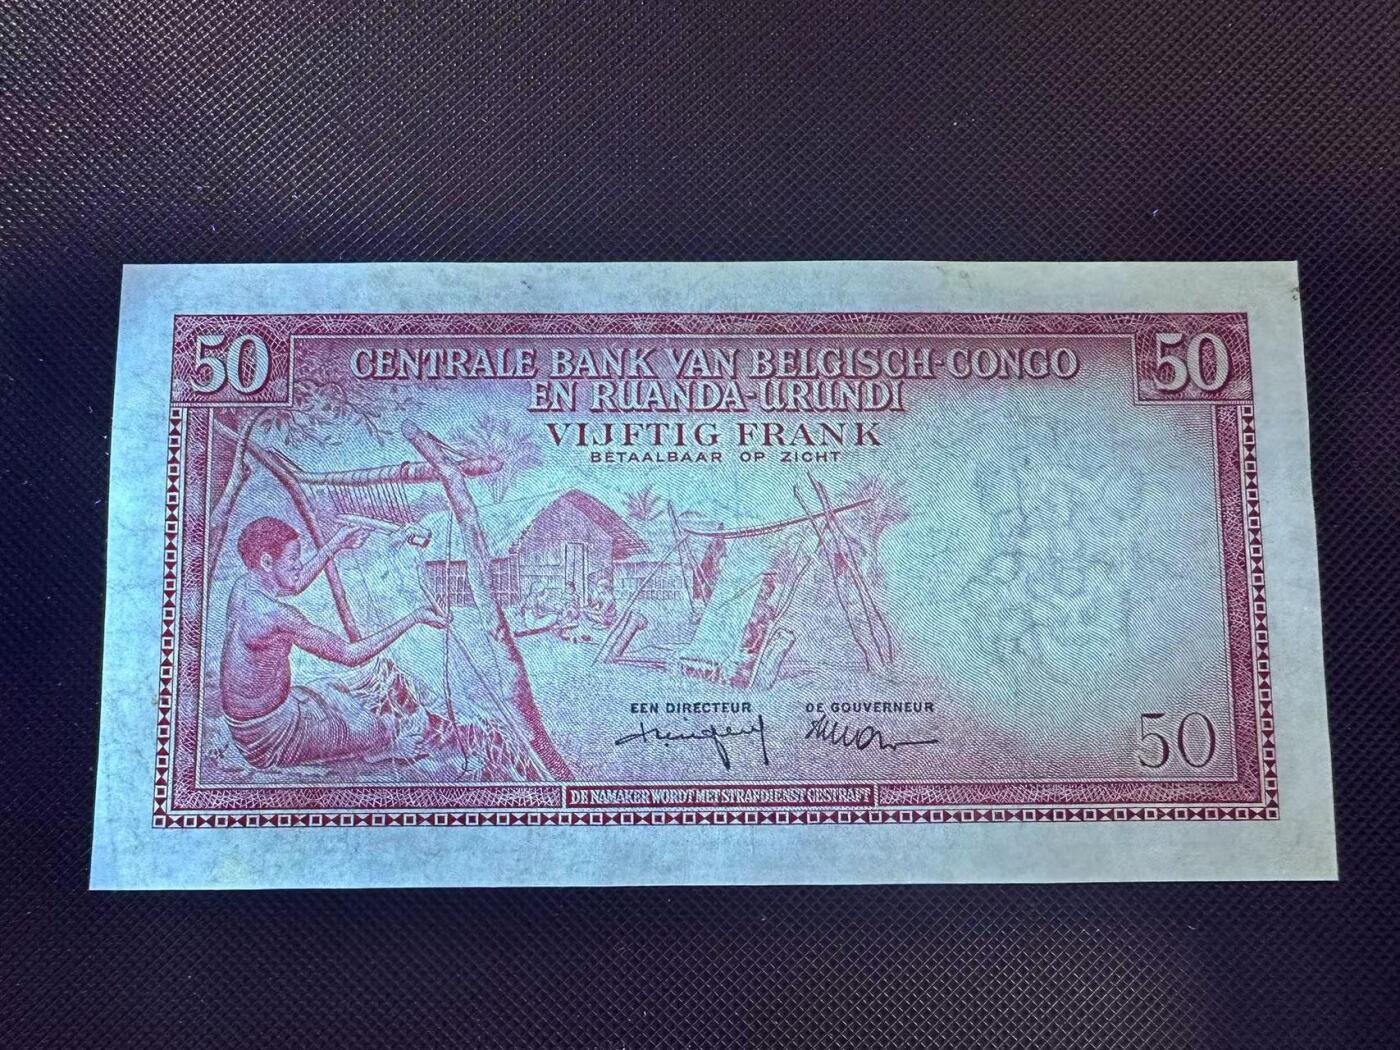 50
CENTRALE BANK VAN BELGISCH-CONGO
50
EN RUANDA-URUNDI
VIJFTIG FRANK
BETAALBAAR OP ZICHT
EEN DIRECTEUR
DE GOUVERNEUR
50
DE NAMAKER WORDT MET STRAFDIENST GESTRAFT